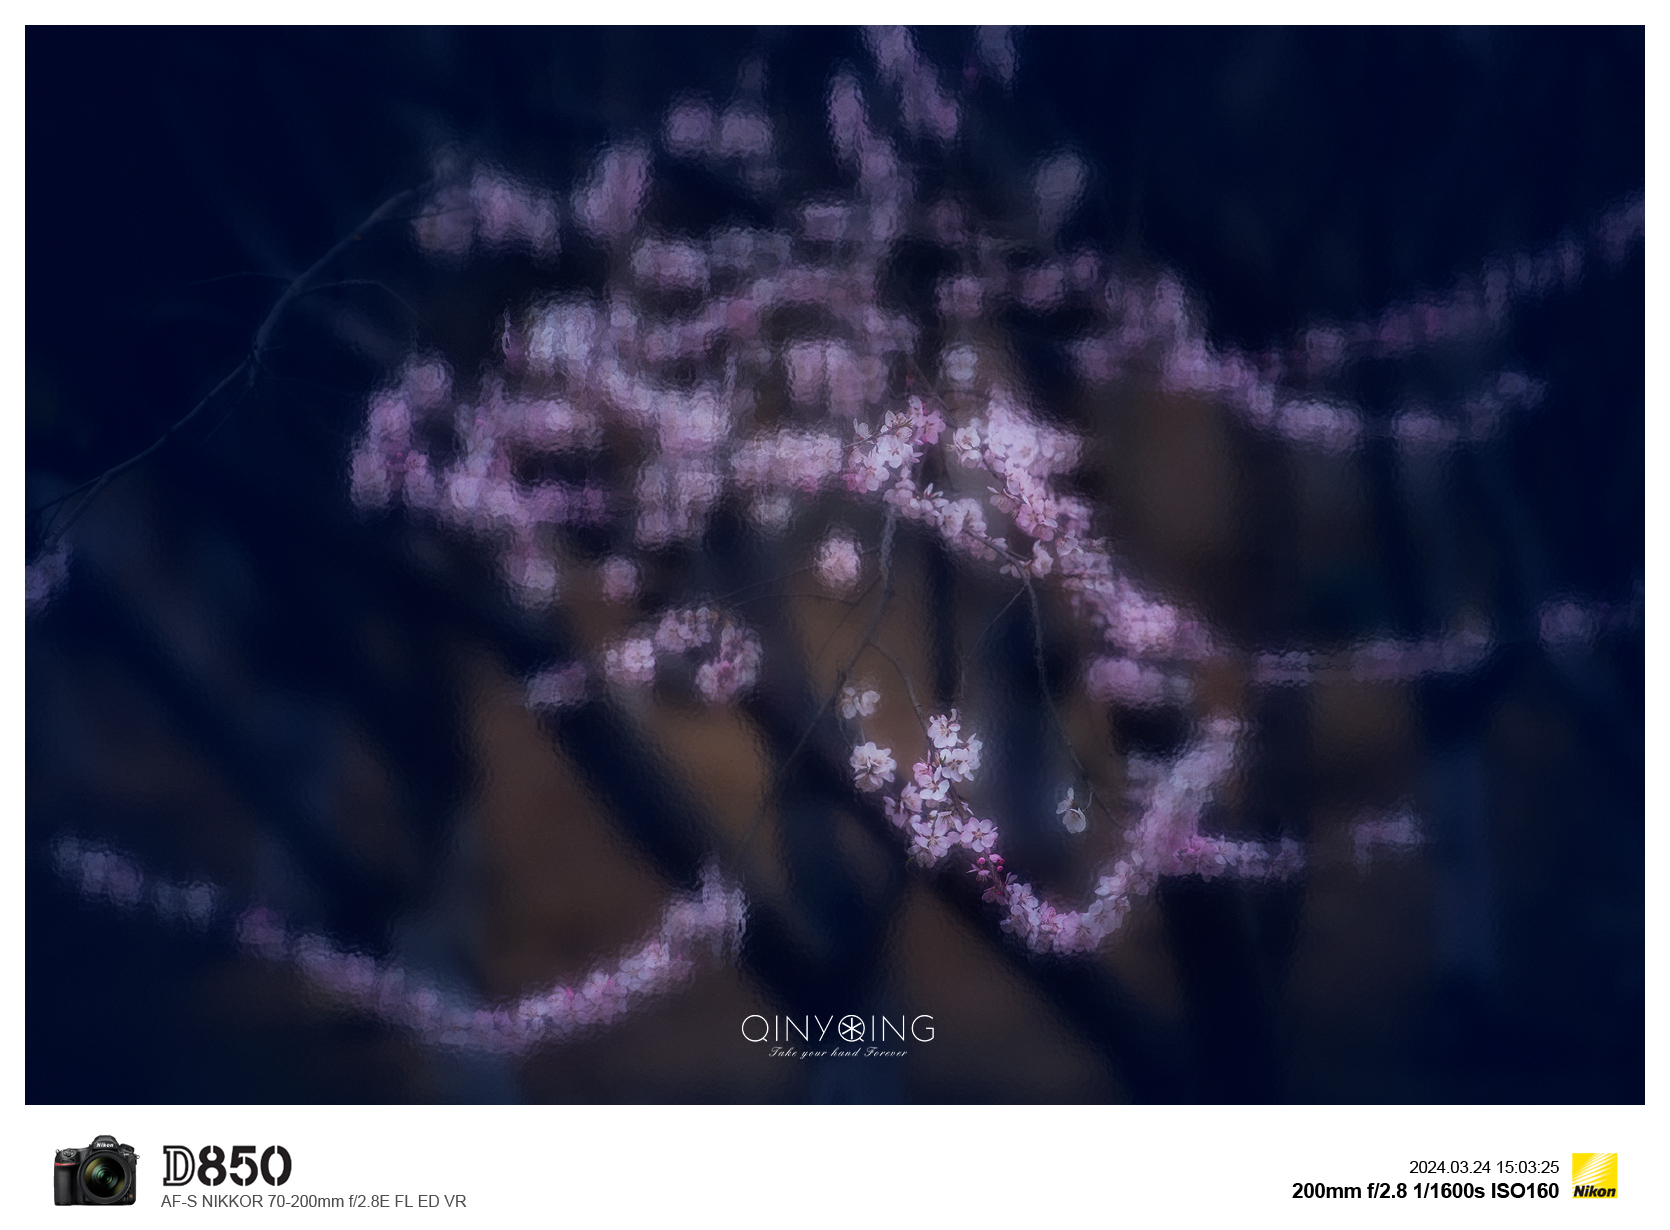 QINYQING
Take your hand Forever
Nikon
D850
AF-S NIKKOR 70-200mm f/2.8E FL ED VR
2024.03.24 15:03:25
200mm f/2.8 1/1600s ISO160
Nikon